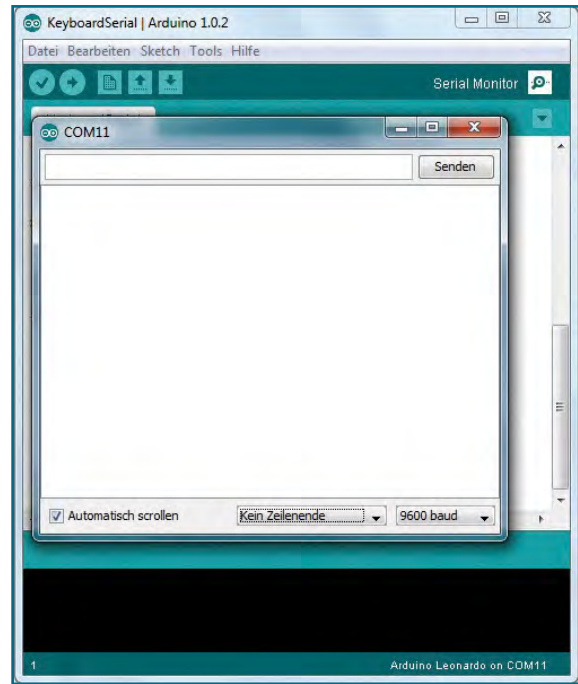 KeyboardSerial | Arduino 1.0.2
Datei Bearbeiten Sketch Tools Hilfe
Serial Monitor
COM11
Senden
Automatisch scrollen
Kein Zeilenende
9600 baud
1
Arduino Leonardo on COM11